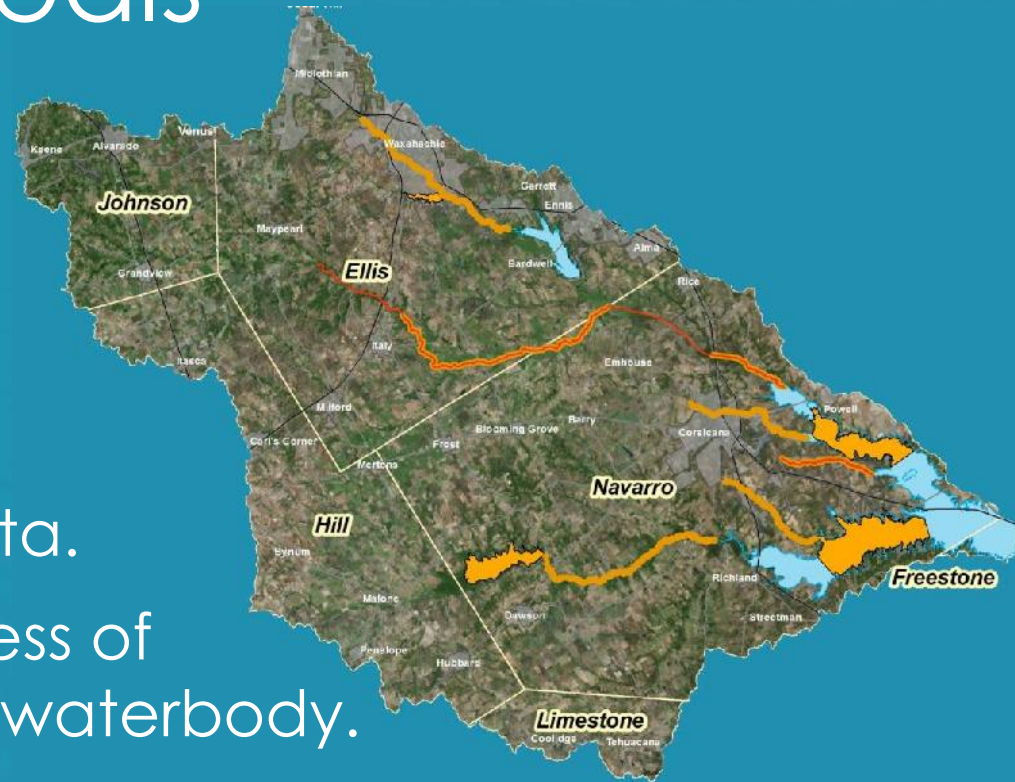 Midlothian
Venus
Keene
Alvarado
Waxahachie
Johnson
Garrett
Ennis
Maypearl
Alma
Grandview
Ellis
Bardwell
Rice
Itasca
Italy
Emhouse
Milford
Powell
Carl's Corner
Frost
Blooming Grove
Barry
Corsicana
Mertens
Navarro
Hill
ta.
Bynum
Richland
Freestone
Malone
Dawson
Streetman
ess of
Penelope
Hubbard
waterbody.
Limestone
Coolidge
Tehuacana